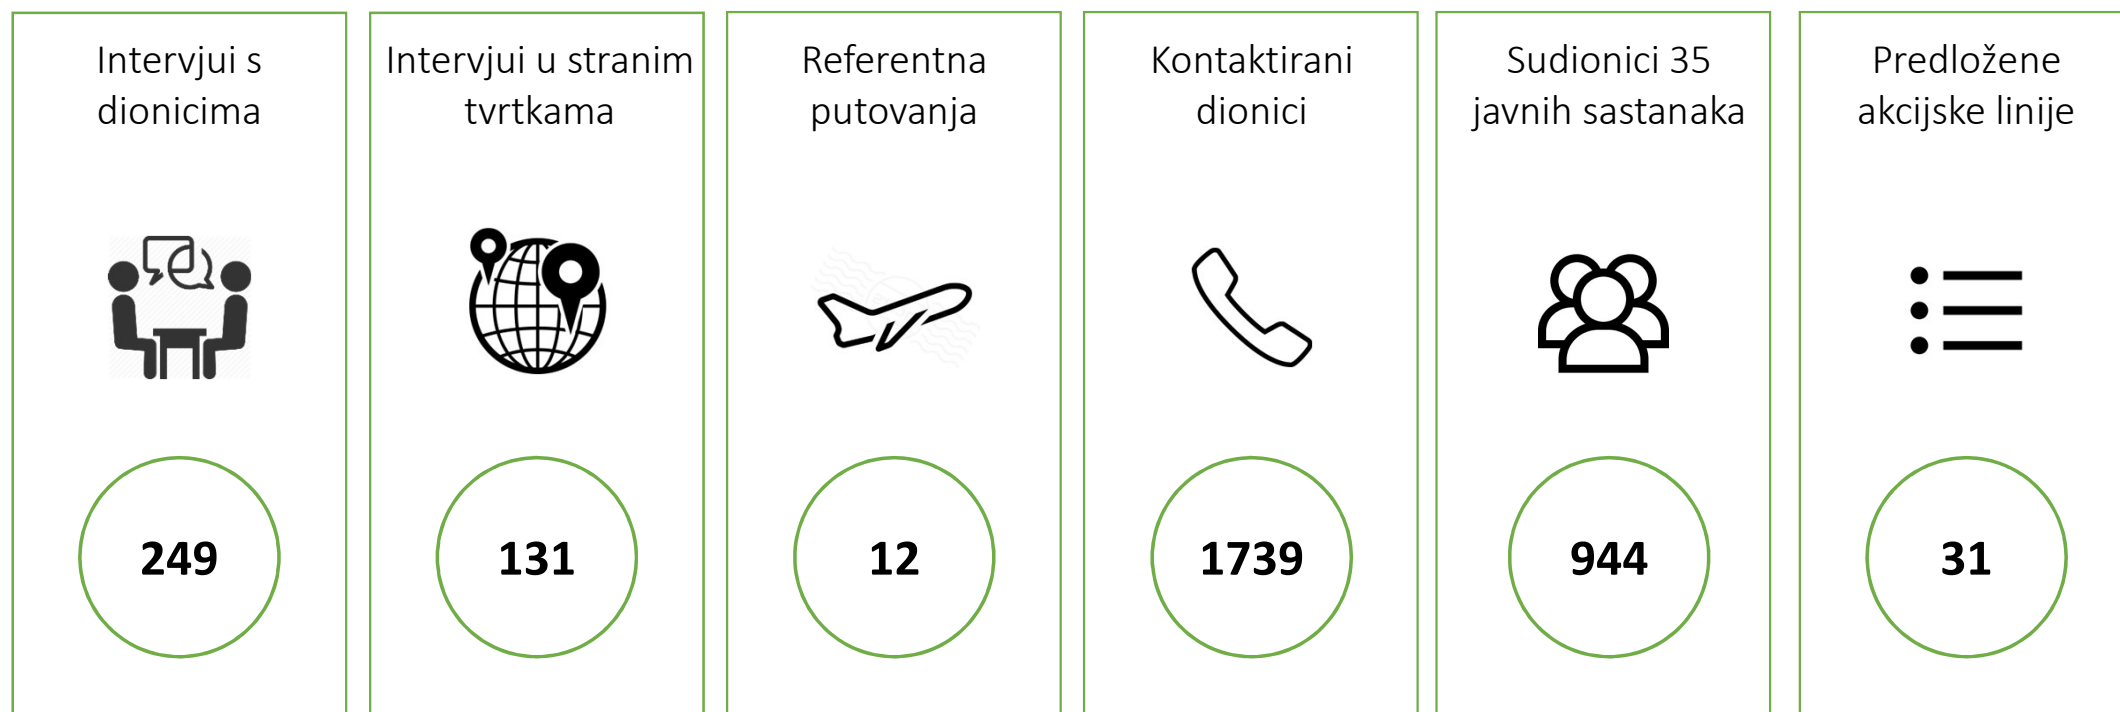 Intervjui s
dionicima
249
Intervjui u stranim
tvrtkama
131
Referentna
putovanja
12
Kontaktirani
dionici
1739
Sudionici 35
javnih sastanaka
944
Predložene
akcijske linije
31